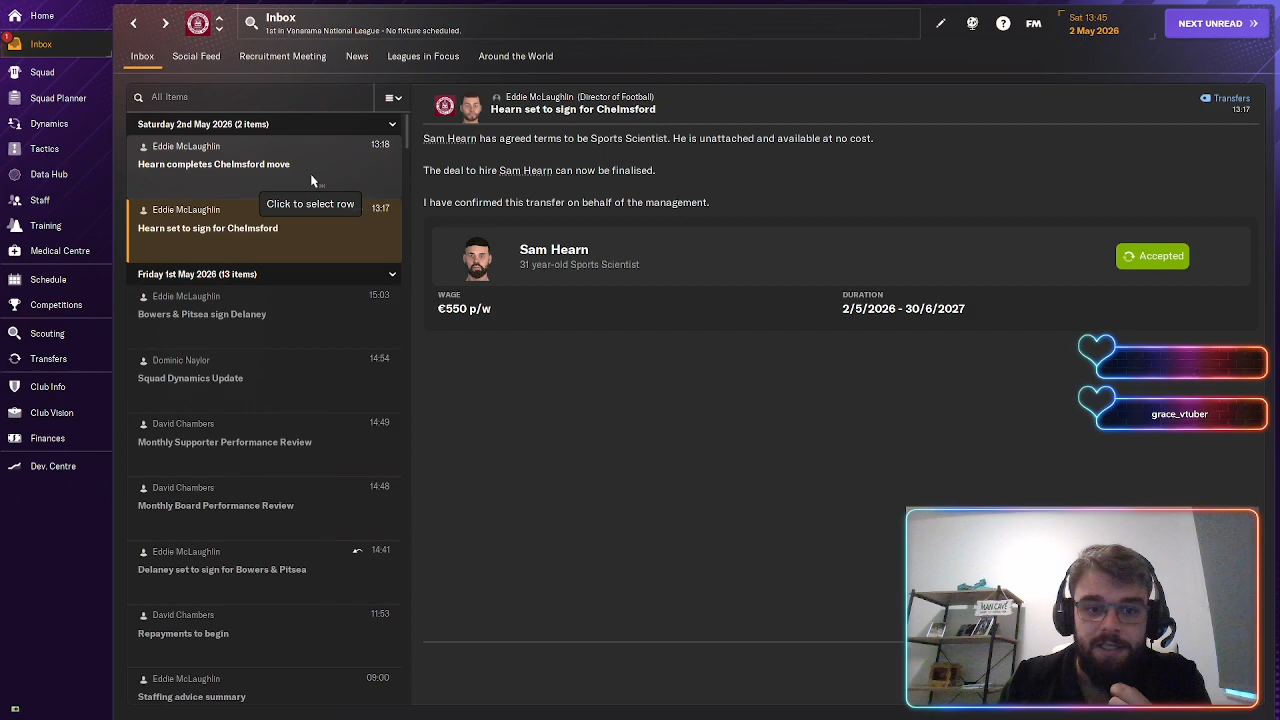 Home
Inbox
1
Squad
Squad Planner
Dynamics
Tactics
Data Hub
Staff
Training
Medical Centre
Schedule
Competitions
Scouting
Transfers
Club Info
Club Vision
Finances
Dev. Centre
Inbox
1st in Vanarama National League - No fixture scheduled.
FM
Sat 13:45
2 May 2026
NEXT UNREAD
Inbox
Social Feed
Recruitment Meeting
News
Leagues in Focus
Around the World
All Items
Saturday 2nd May 2026 (2 items)
Eddie McLaughlin
13:18
Hearn completes Chelmsford move
Click to select row
Eddie McLaughlin
13:17
Hearn set to sign for Chelmsford
Friday 1st May 2026 (13 items)
Eddie McLaughlin
15:03
Bowers & Pitsea sign Delaney
Dominic Naylor
14:54
Squad Dynamics Update
David Chambers
14:49
Monthly Supporter Performance Review
David Chambers
14:48
Monthly Board Performance Review
Eddie McLaughlin
14:41
Delaney set to sign for Bowers & Pitsea
David Chambers
11:53
Repayments to begin
Eddie McLaughlin
09:00
Staffing advice summary
Eddie McLaughlin (Director of Football)
Hearn set to sign for Chelmsford
Transfers
13:17
Sam Hearn has agreed terms to be Sports Scientist. He is unattached and available at no cost.
The deal to hire Sam Hearn can now be finalised.
I have confirmed this transfer on behalf of the management.
Sam Hearn
31 year-old Sports Scientist
Accepted
WAGE
€550 p/w
DURATION
2/5/2026 - 30/6/2027
grace_vtuber
MAN CAVE